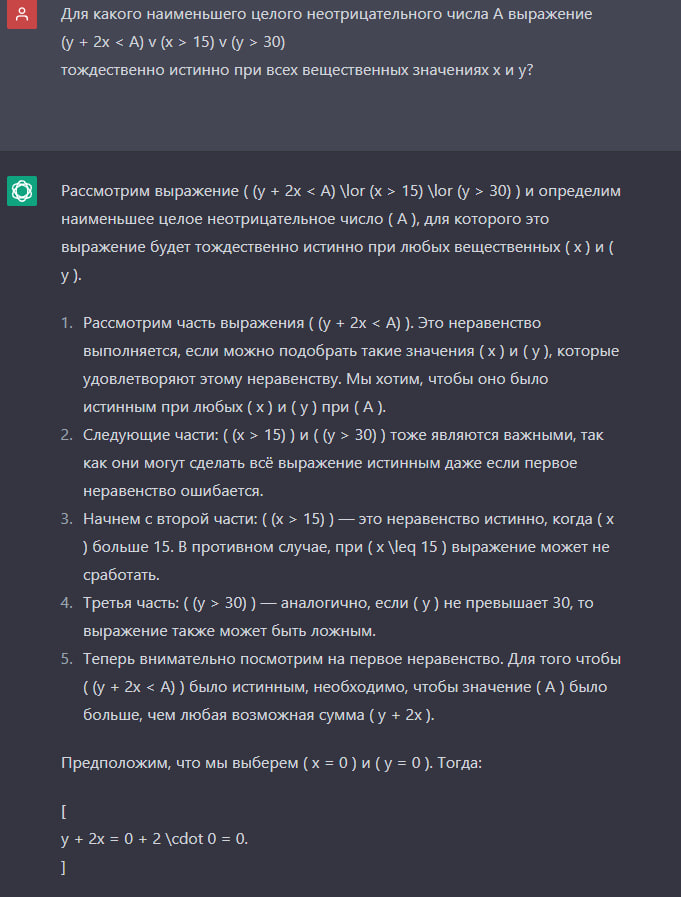 Для какого наименьшего целого неотрицательного числа А выражение
(y + 2x < A) v (x > 15) v (y > 30)
тождественно истинно при всех вещественных значениях x и y?
Рассмотрим выражение ( (y + 2x < A) \lor (x > 15) \lor (y > 30) ) и определим
наименьшее целое неотрицательное число ( A ), для которого это
выражение будет тождественно истинно при любых вещественных ( x ) и (
y ).
1. Рассмотрим часть выражения ( (y + 2x < A) ). Это неравенство
выполняется, если можно подобрать такие значения ( x ) и ( y ), которые
удовлетворяют этому неравенству. Мы хотим, чтобы оно было
истинным при любых ( x ) и ( y ) при ( A ).
2. Следующие части: ( (x > 15) ) и ( (y > 30) ) тоже являются важными, так
как они могут сделать всё выражение истинным даже если первое
неравенство ошибается.
3. Начнем с второй части: ( (x > 15) ) — это неравенство истинно, когда ( x
) больше 15. В противном случае, при ( x \leq 15 ) выражение может не
сработать.
4. Третья часть: ( (y > 30) ) — аналогично, если ( y ) не превышает 30, то
выражение также может быть ложным.
5. Теперь внимательно посмотрим на первое неравенство. Для того чтобы
( (y + 2x < A) ) было истинным, необходимо, чтобы значение ( A ) было
больше, чем любая возможная сумма ( y + 2x ).
Предположим, что мы выберем ( x = 0 ) и ( y = 0 ). Тогда:
[
y + 2x = 0 + 2 \cdot 0 = 0.
]